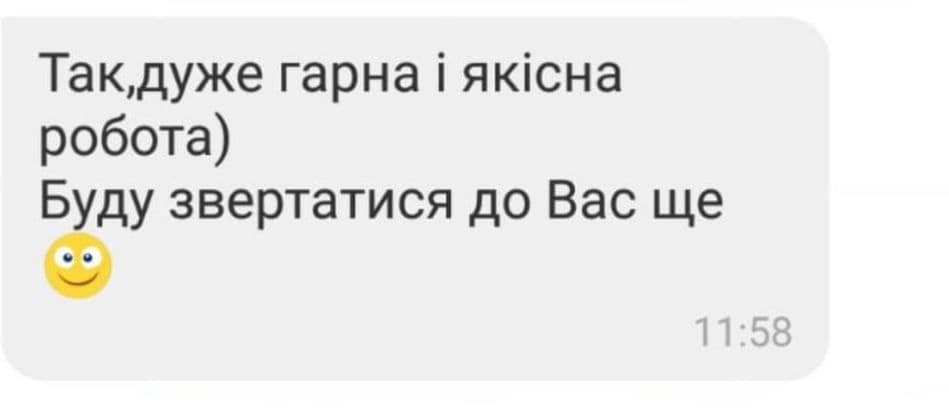 Так,дуже гарна і якісна
робота)
Буду звертатися до Вас ще
🙂
11:58